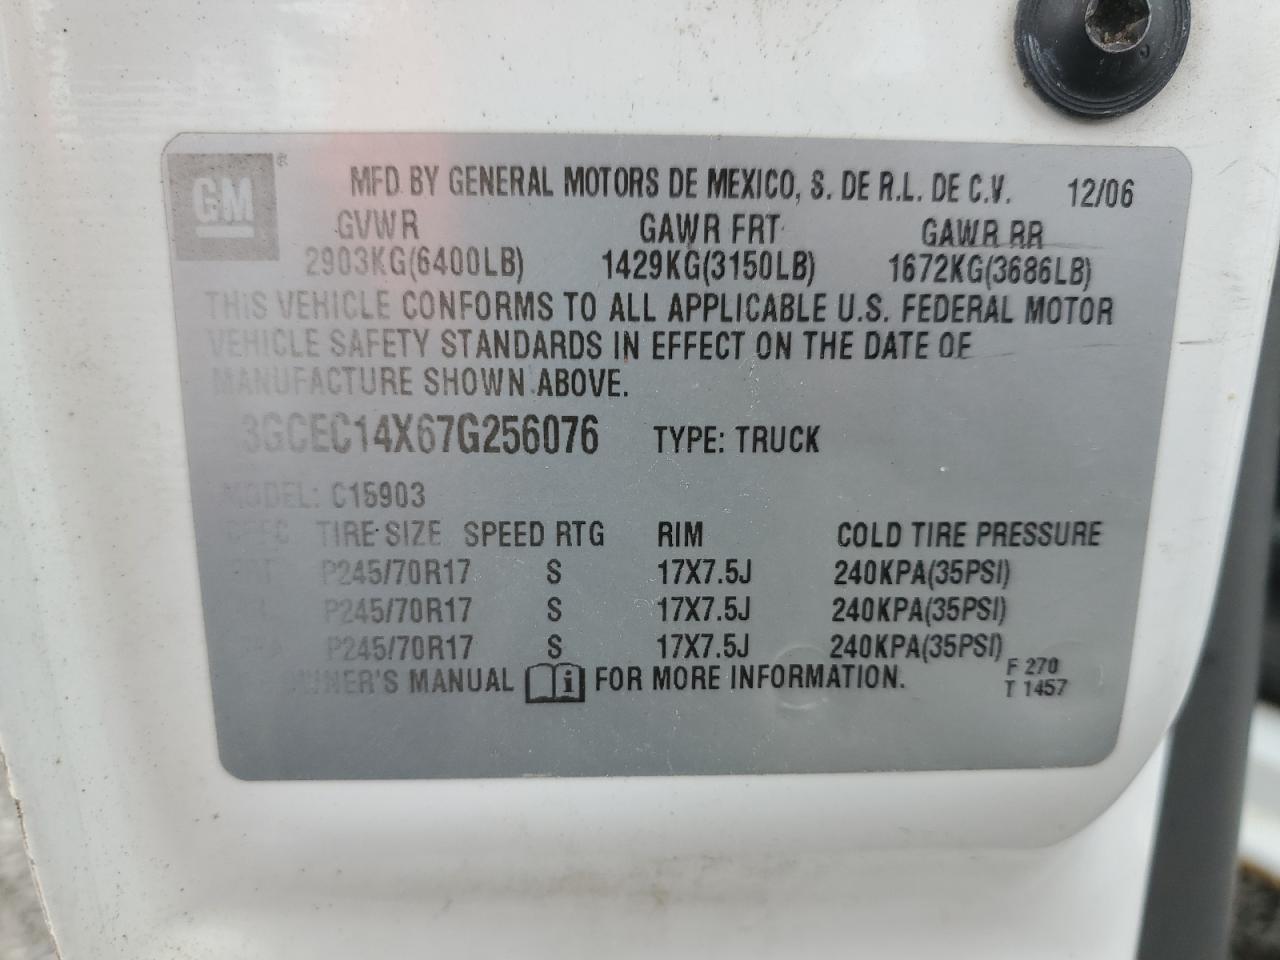 GM ® MFD BY GENERAL MOTORS DE MEXICO, S. DE R.L. DE C.V. 12/06
GVWR GAWR FRT GAWR RR
2903KG(6400LB) 1429KG(3150LB) 1672KG(3686LB)
THIS VEHICLE CONFORMS TO ALL APPLICABLE U.S. FEDERAL MOTOR
VEHICLE SAFETY STANDARDS IN EFFECT ON THE DATE OF
MANUFACTURE SHOWN ABOVE.
3GCEC14X67G256076 TYPE: TRUCK
MODEL: C15903
TIRE SIZE SPEED RTG RIM COLD TIRE PRESSURE
FRT P245/70R17 S 17X7.5J 240KPA(35PSI)
P245/70R17 S 17X7.5J 240KPA(35PSI)
SPA P245/70R17 S 17X7.5J 240KPA(35PSI)
OWNER'S MANUAL FOR MORE INFORMATION.
F 270
T 1457